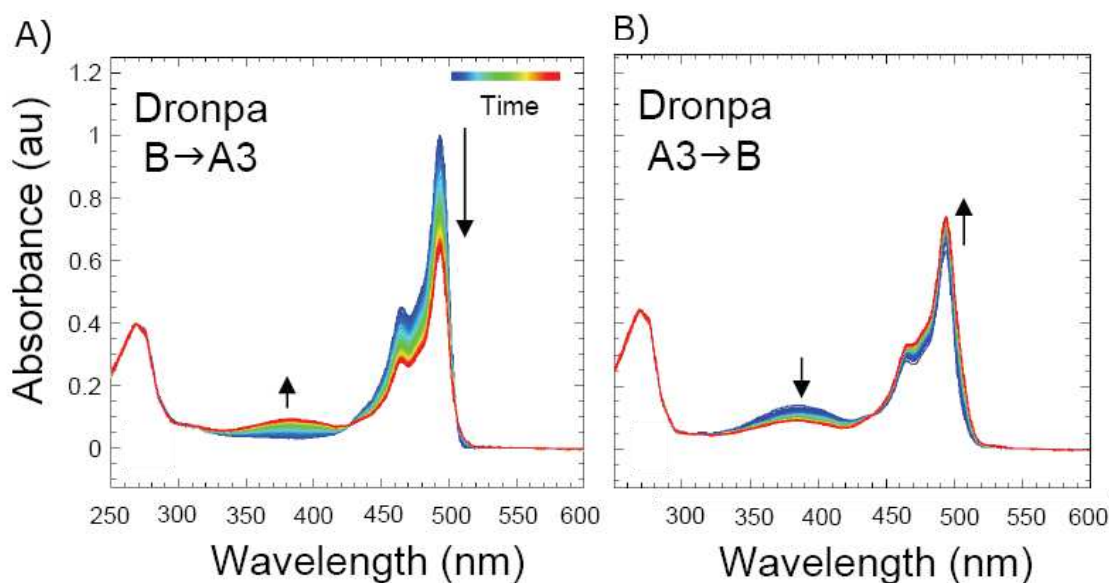 A)
Dronpa
B→A3
Time
1.2
1
0.8
0.6
0.4
0.2
0
Absorbance (au)
250 300 350 400 450 500 550 600
Wavelength (nm)
B)
Dronpa
A3→B
300 350 400 450 500 550 600
Wavelength (nm)